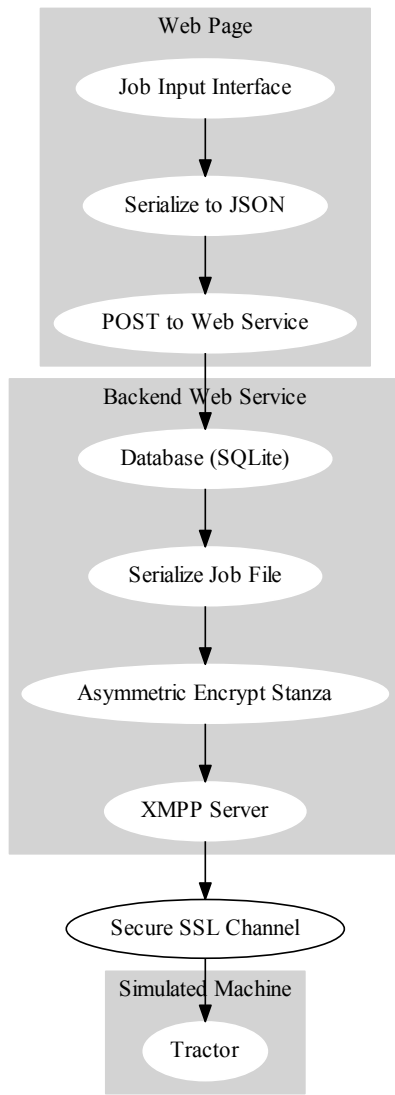 Web Page
Job Input Interface
Serialize to JSON
POST to Web Service
Backend Web Service
Database (SQLite)
Serialize Job File
Asymmetric Encrypt Stanza
XMPP Server
Secure SSL Channel
Simulated Machine
Tractor